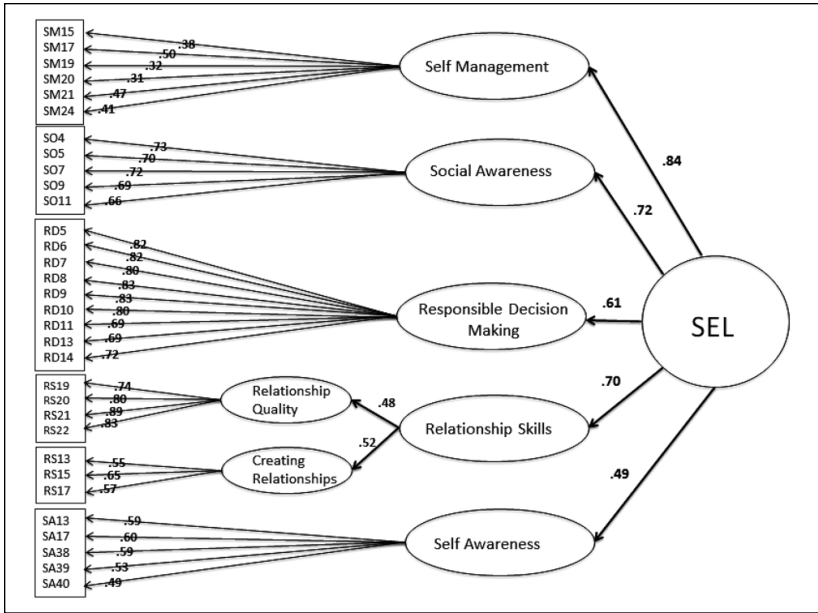 SM15
SM17
SM19
SM20
SM21
SM24
.38
.50
.32
.31
.47
.41
Self Management
.84
SO4
SO5
SO7
SO9
SO11
.73
.70
.72
.69
.66
Social Awareness
.72
RD5
RD6
RD7
RD8
RD9
RD10
RD11
RD13
RD14
.82
.82
.80
.83
.83
.80
.69
.69
.72
Responsible Decision
Making
.61
SEL
RS19
RS20
RS21
RS22
.74
.80
.89
.83
Relationship
Quality
.48
Relationship Skills
.70
RS13
RS15
RS17
.55
.65
.57
Creating
Relationships
.52
SA13
SA17
SA38
SA39
SA40
.59
.60
.59
.53
.49
Self Awareness
.49